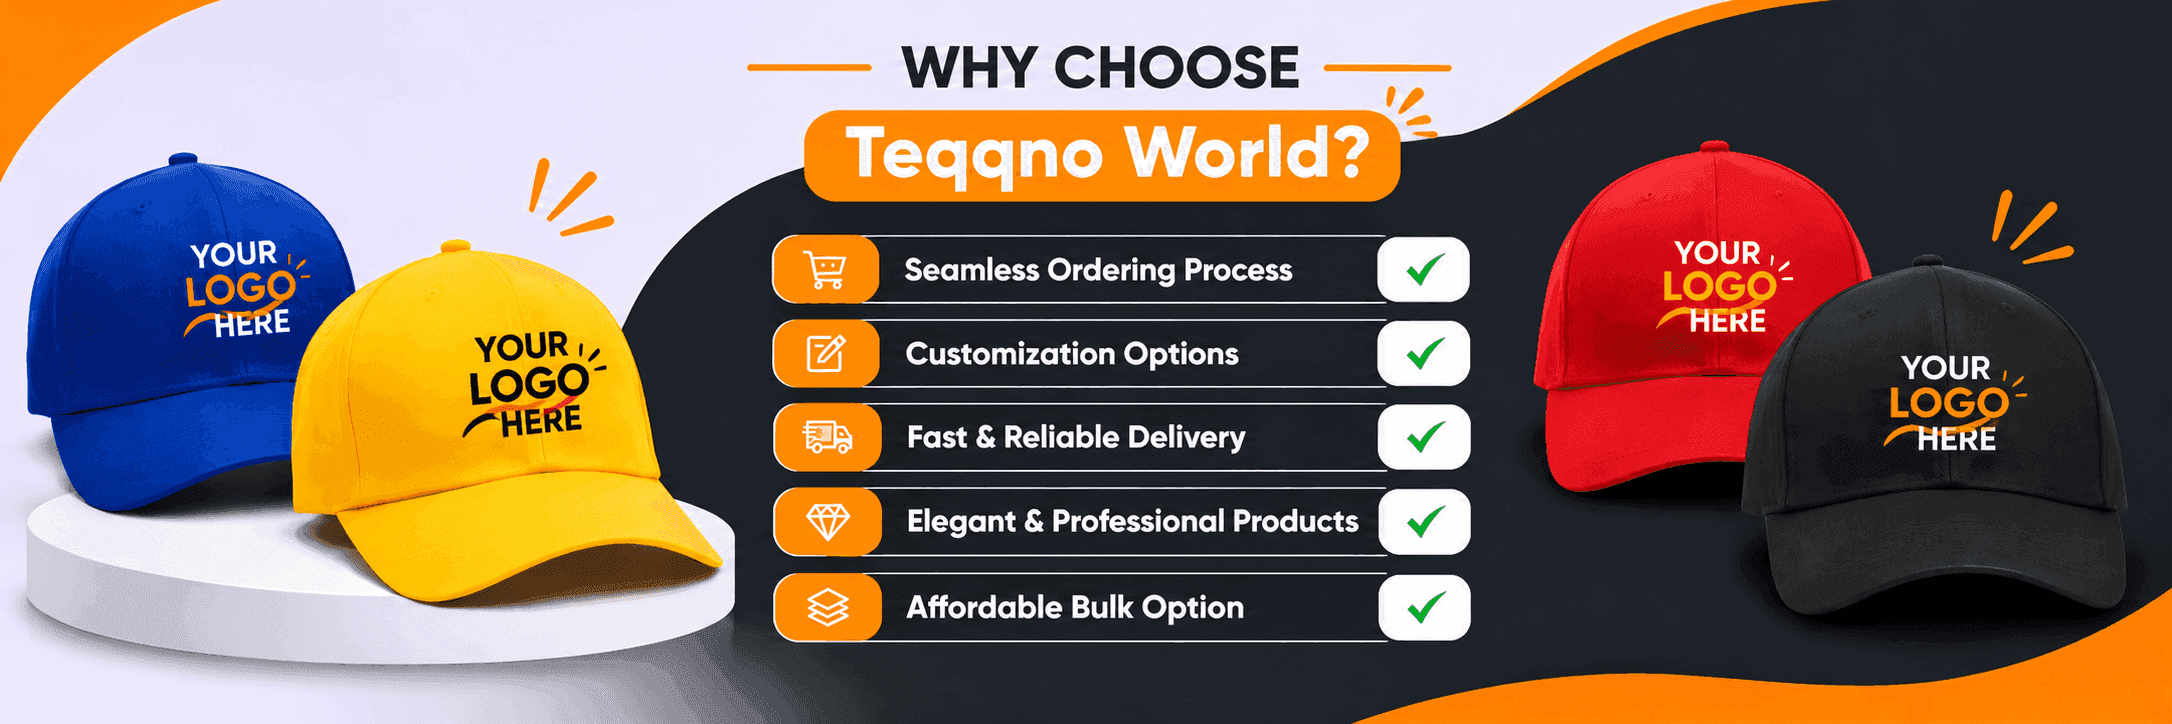 WHY CHOOSE
Teqqno World?
Seamless Ordering Process
Customization Options
Fast & Reliable Delivery
Elegant & Professional Products
Affordable Bulk Option
YOUR
LOGO
HERE
YOUR
LOGO
HERE
YOUR
LOGO
HERE
YOUR
LOGO
HERE